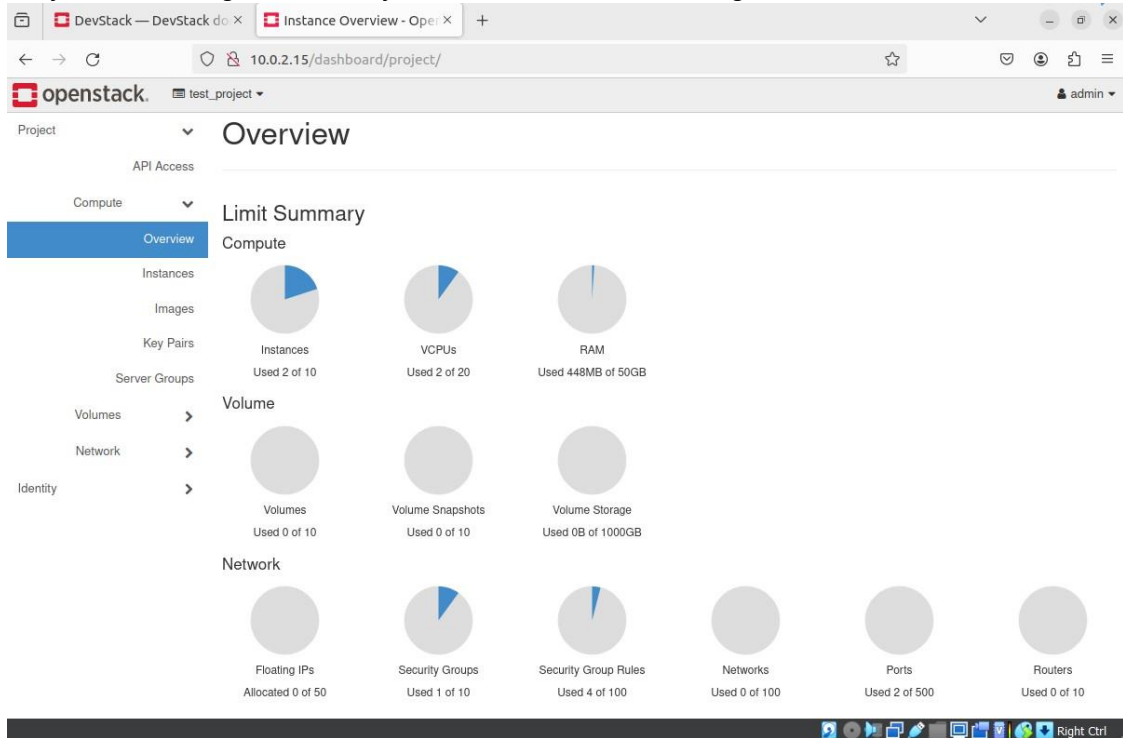 DevStack — DevStack do
Instance Overview - Ope
10.0.2.15/dashboard/project/
openstack.
test_project
admin
Project
API Access
Compute
Overview
Instances
Images
Key Pairs
Server Groups
Volumes
Network
Identity
Overview
Limit Summary
Compute
Instances
Used 2 of 10
VCPUs
Used 2 of 20
RAM
Used 448MB of 50GB
Volume
Volumes
Used 0 of 10
Volume Snapshots
Used 0 of 10
Volume Storage
Used 0B of 1000GB
Network
Floating IPs
Allocated 0 of 50
Security Groups
Used 1 of 10
Security Group Rules
Used 4 of 100
Networks
Used 0 of 100
Ports
Used 2 of 500
Routers
Used 0 of 10
Right Ctrl